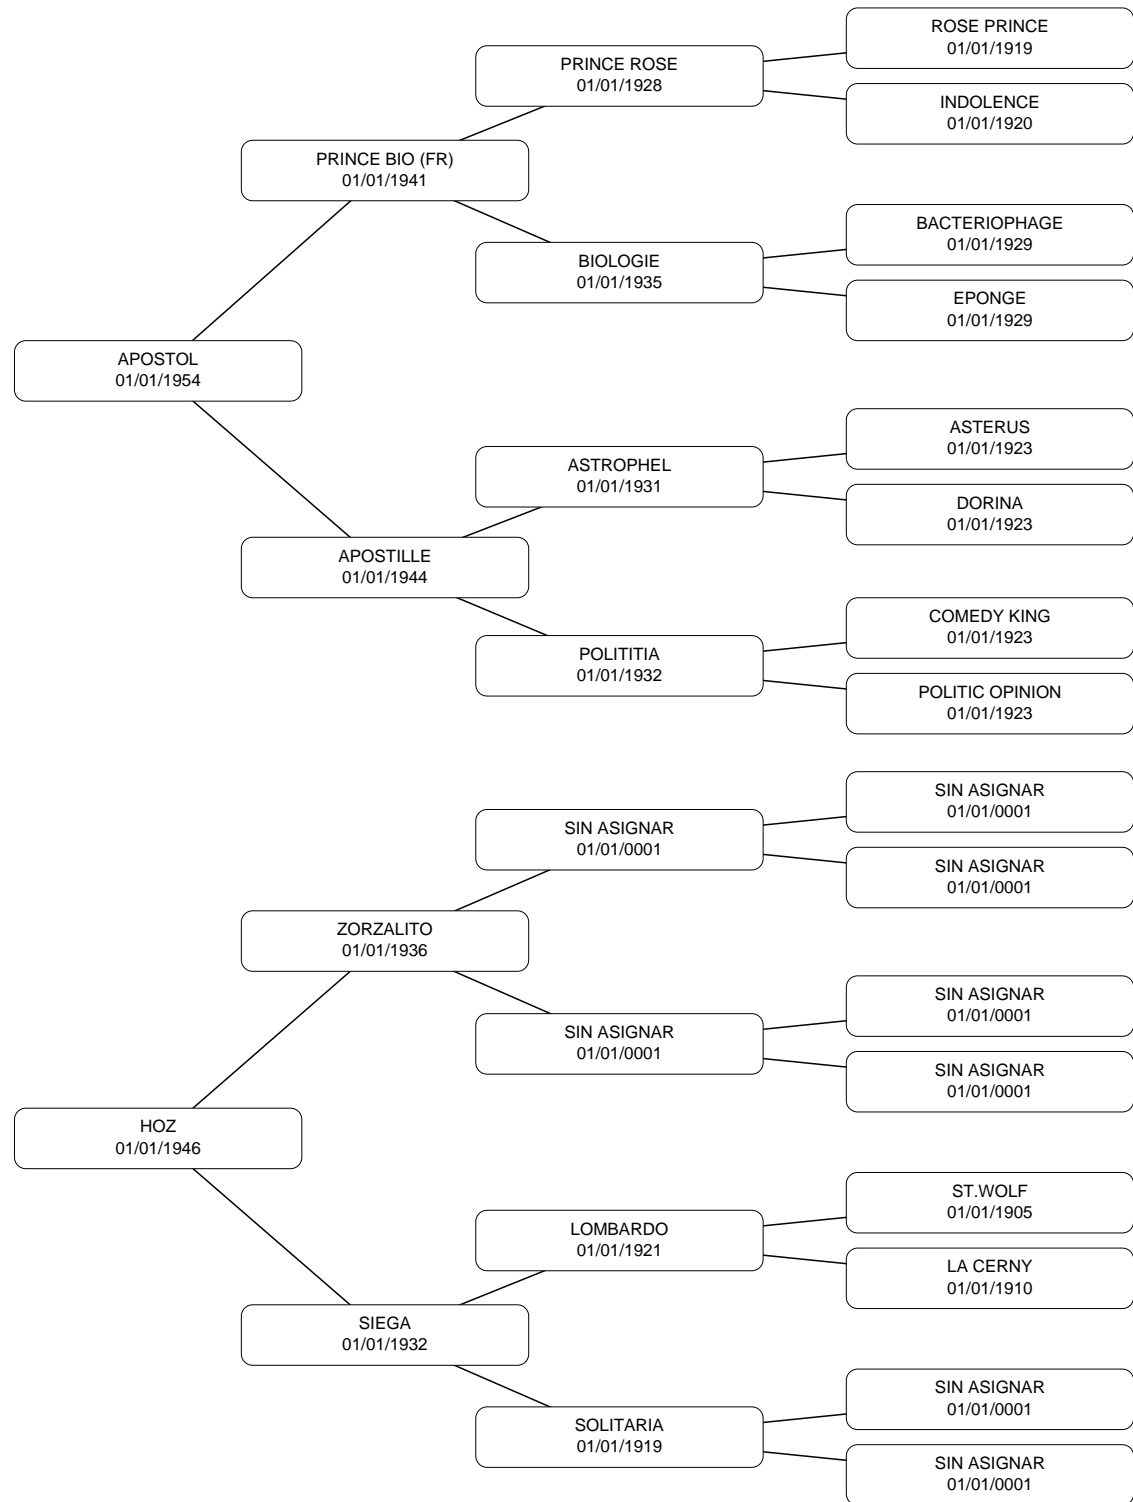 ROSE PRINCE
01/01/1919
PRINCE ROSE
01/01/1928
INDOLENCE
01/01/1920
PRINCE BIO (FR)
01/01/1941
BACTERIOPHAGE
01/01/1929
BIOLOGIE
01/01/1935
EPONGE
01/01/1929
APOSTOL
01/01/1954
ASTERUS
01/01/1923
ASTROPHEL
01/01/1931
DORINA
01/01/1923
APOSTILLE
01/01/1944
COMEDY KING
01/01/1923
POLITITIA
01/01/1932
POLITIC OPINION
01/01/1923
SIN ASIGNAR
01/01/0001
SIN ASIGNAR
01/01/0001
SIN ASIGNAR
01/01/0001
ZORZALITO
01/01/1936
SIN ASIGNAR
01/01/0001
SIN ASIGNAR
01/01/0001
SIN ASIGNAR
01/01/0001
HOZ
01/01/1946
ST.WOLF
01/01/1905
LOMBARDO
01/01/1921
LA CERNY
01/01/1910
SIEGA
01/01/1932
SIN ASIGNAR
01/01/0001
SOLITARIA
01/01/1919
SIN ASIGNAR
01/01/0001